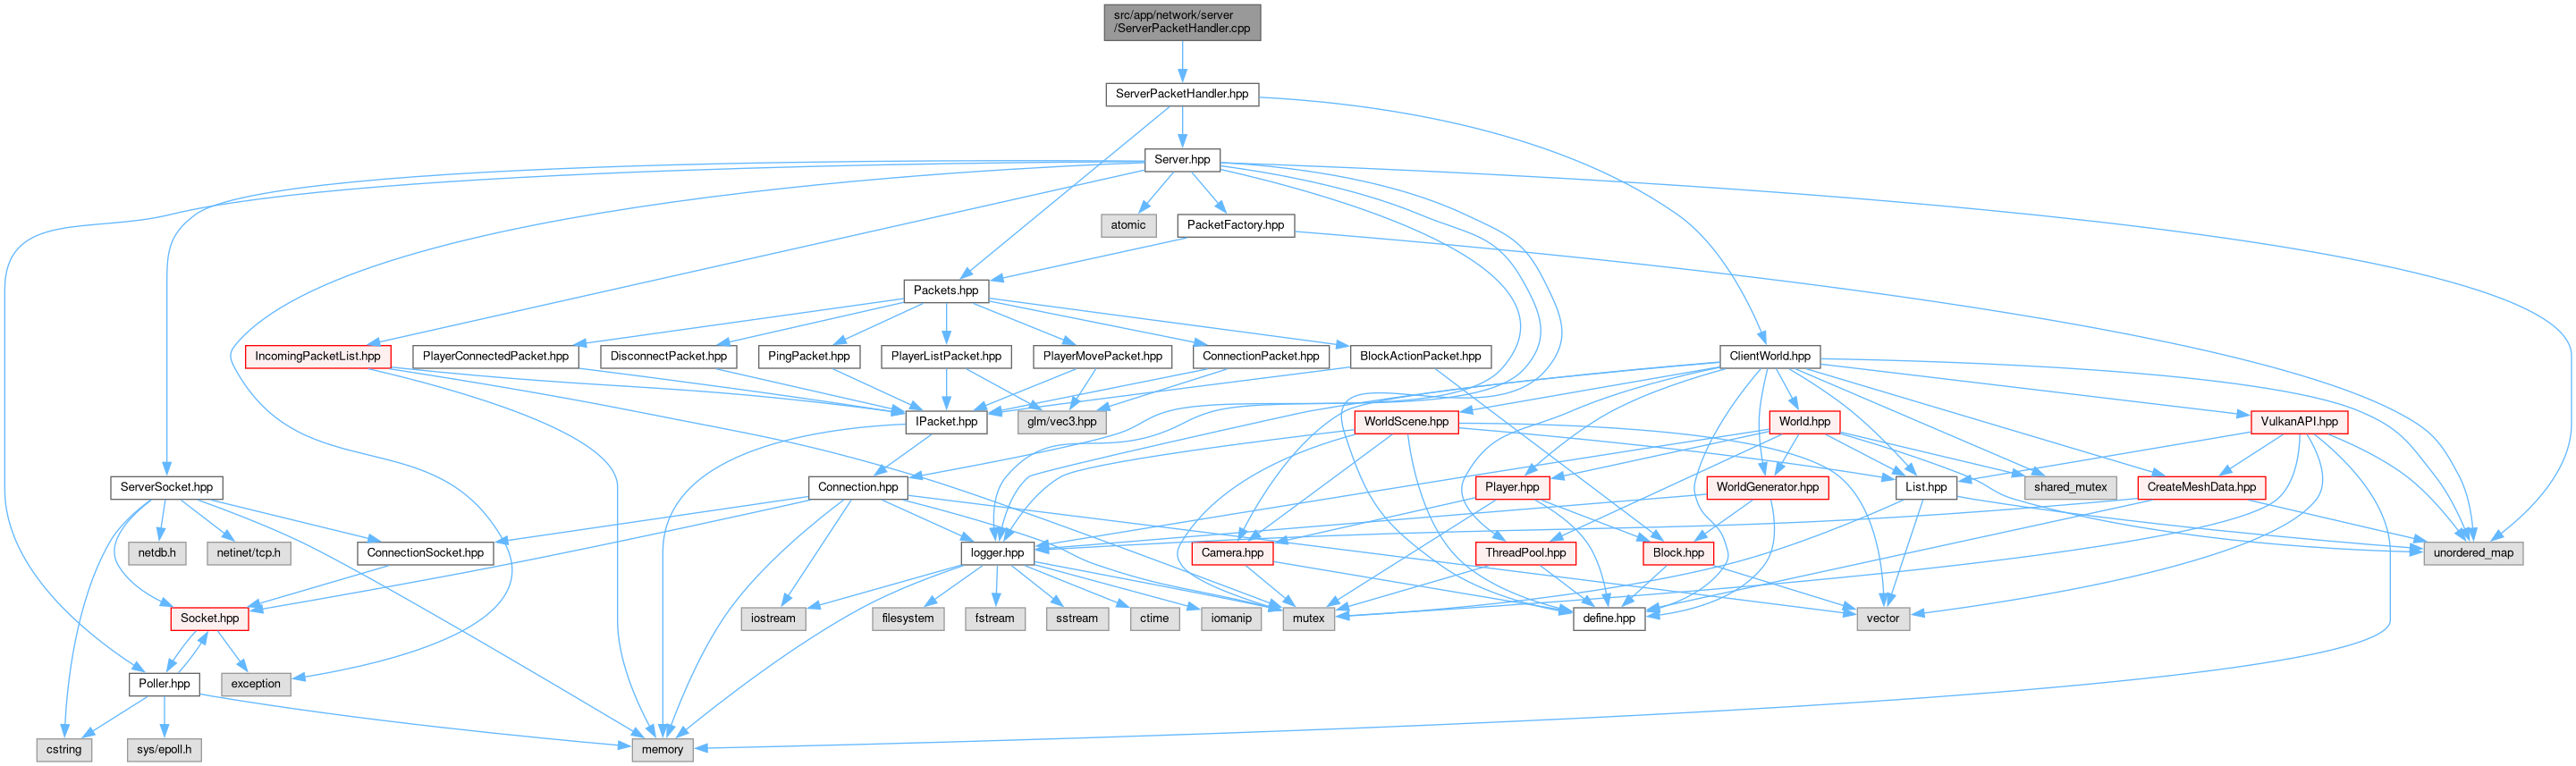 src/app/network/server
/ServerPacketHandler.cpp
ServerPacketHandler.hpp
Server.hpp
atomic
PacketFactory.hpp
Packets.hpp
IncomingPacketList.hpp
PlayerConnectedPacket.hpp
DisconnectPacket.hpp
PingPacket.hpp
PlayerListPacket.hpp
PlayerMovePacket.hpp
ConnectionPacket.hpp
BlockActionPacket.hpp
ClientWorld.hpp
IPacket.hpp
glm/vec3.hpp
WorldScene.hpp
World.hpp
VulkanAPI.hpp
ServerSocket.hpp
Connection.hpp
Player.hpp
WorldGenerator.hpp
List.hpp
shared_mutex
CreateMeshData.hpp
netdb.h
netinet/tcp.h
ConnectionSocket.hpp
logger.hpp
Camera.hpp
ThreadPool.hpp
Block.hpp
unordered_map
Socket.hpp
iostream
filesystem
fstream
sstream
ctime
iomanip
mutex
define.hpp
vector
Poller.hpp
exception
cstring
sys/epoll.h
memory